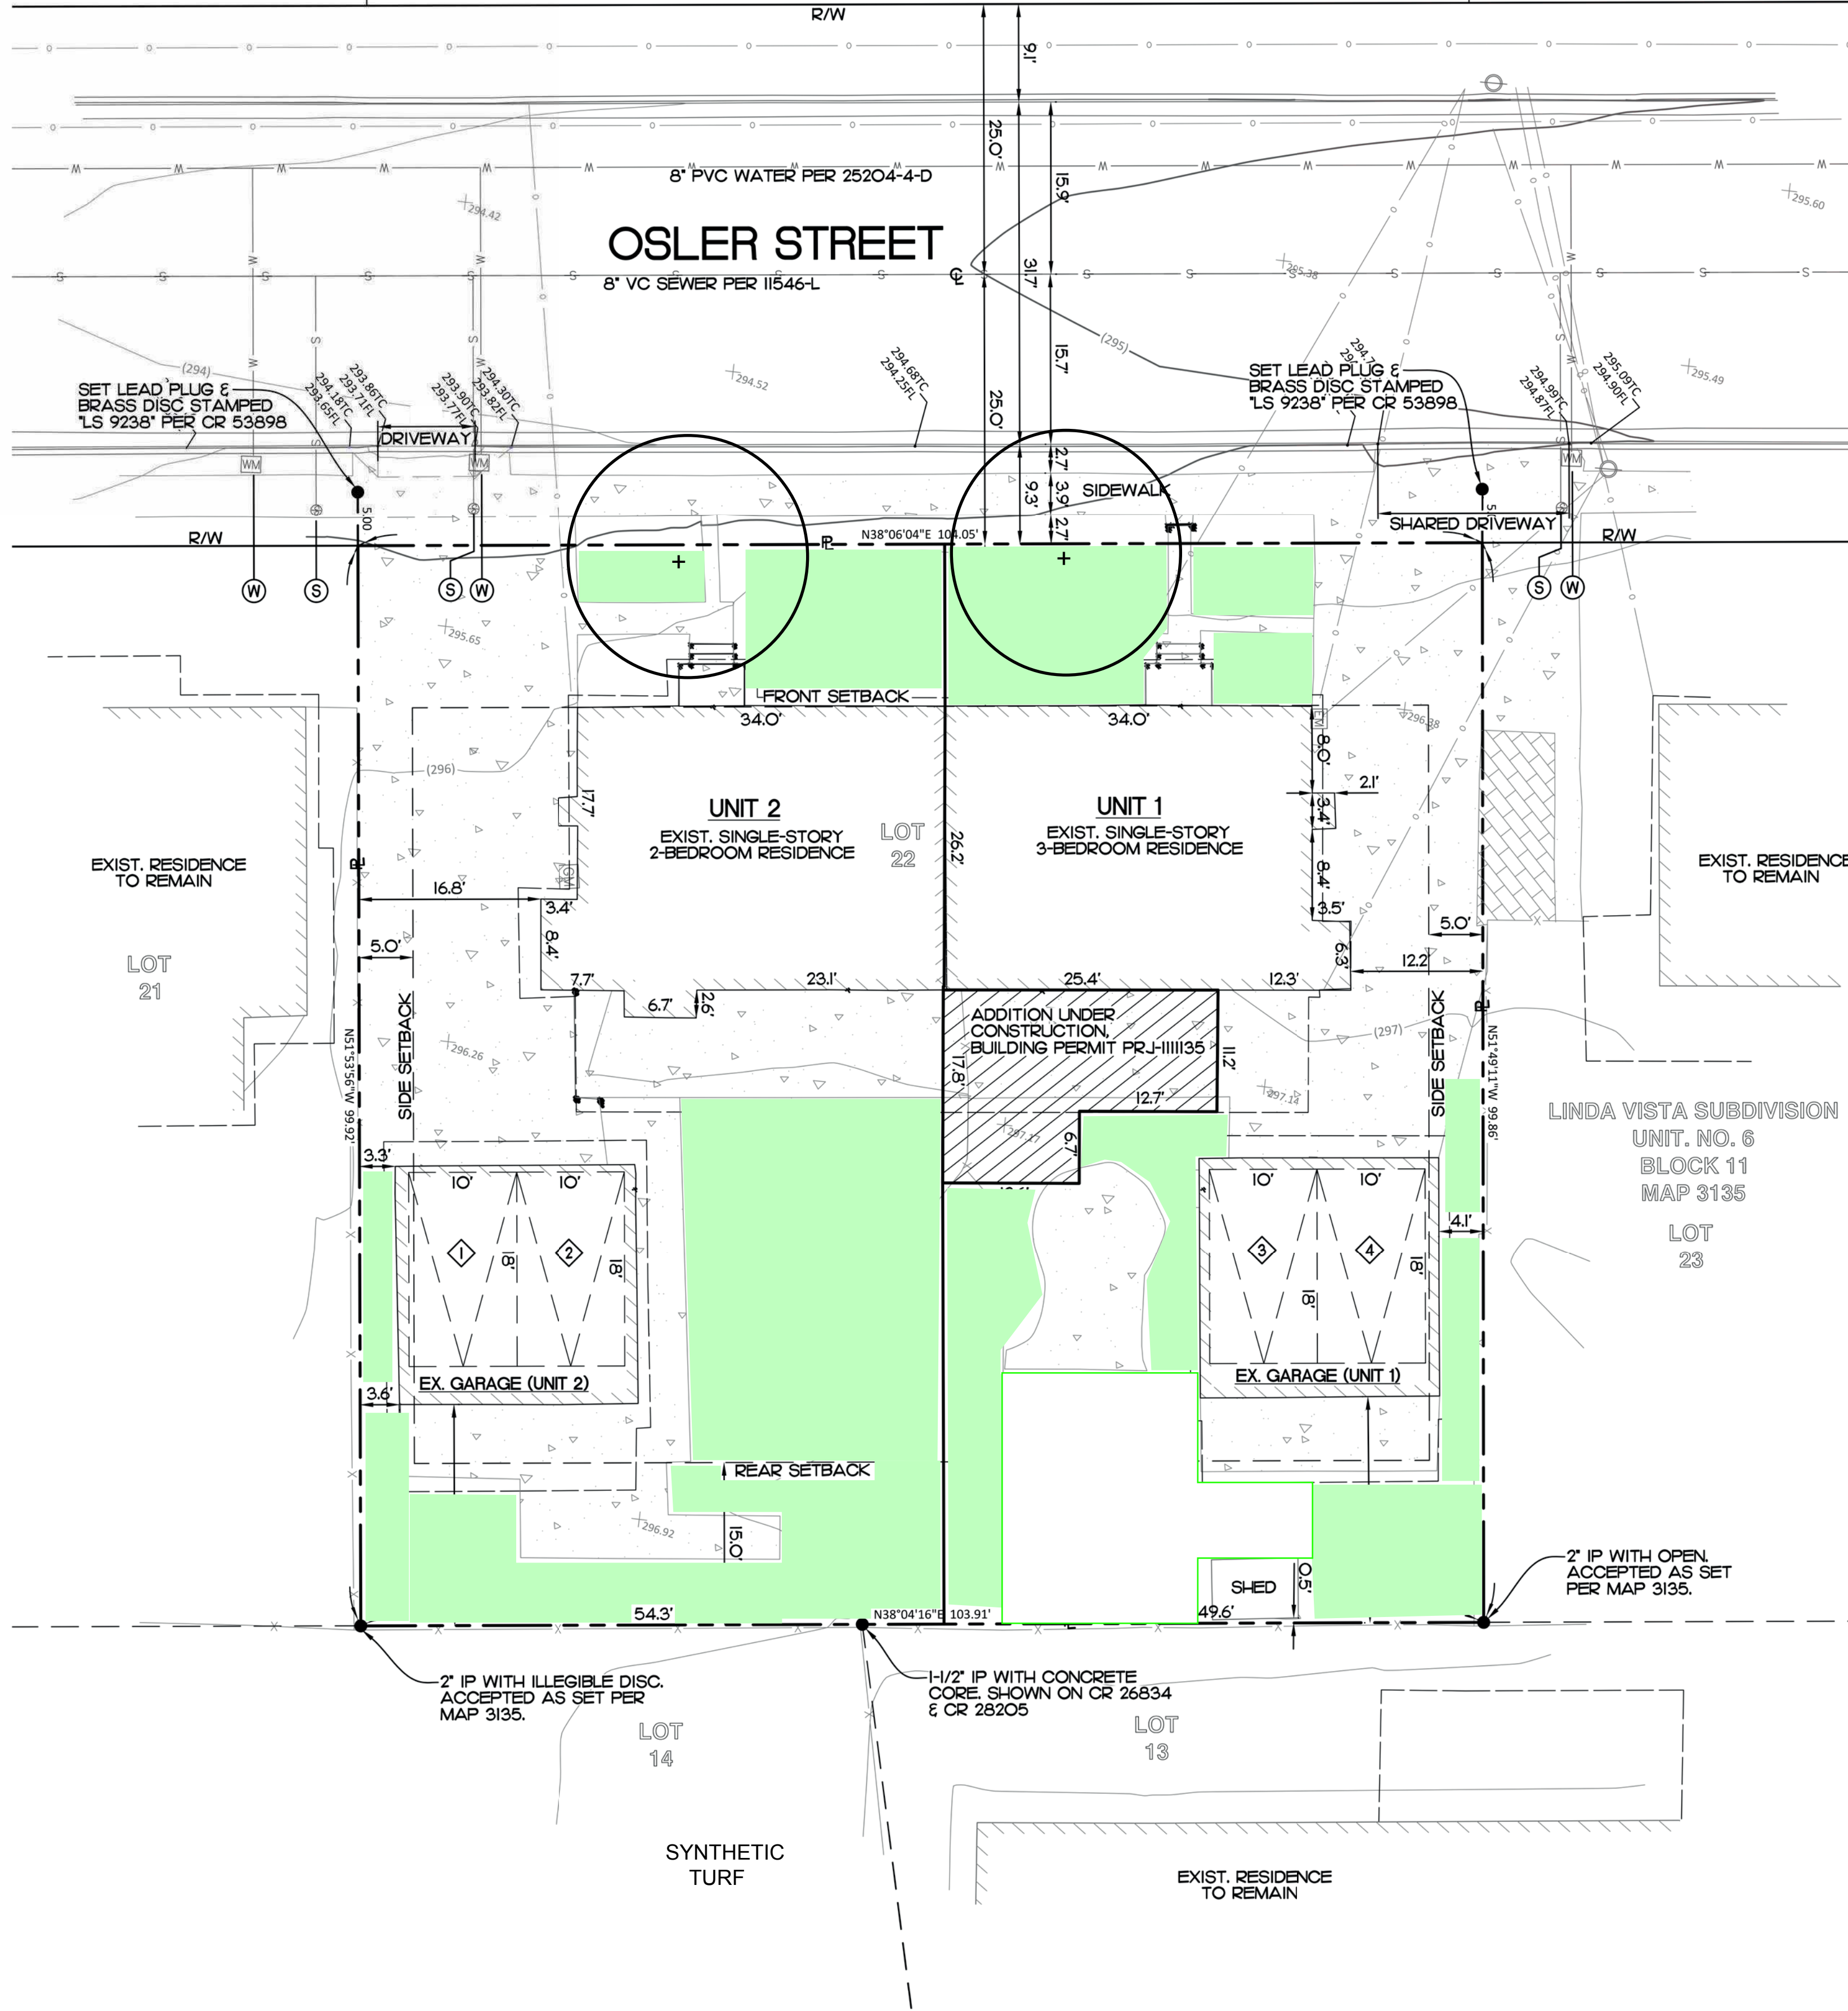 R/W
9.1'
25.0'
15.9'
8" PVC WATER PER 25204-4-D
294.42
295.60
OSLER STREET
31.7'
295.38
8" VC SEWER PER 11546-L
(294)
(295)
15.7'
25.0'
294.52
295.49
294.68TC
294.25FL
SET LEAD PLUG &
BRASS DISC STAMPED
"LS 9238" PER CR 53898
294.18TC
293.65FL
293.86TC
293.71FL
293.90TC
293.77FL
294.30TC
293.82FL
DRIVEWAY
SET LEAD PLUG &
BRASS DISC STAMPED
"LS 9238" PER CR 53898
294.99TC
294.87FL
295.09TC
294.90FL
WM
WM
WM
2.7'
3.9'
9.3'
2.7'
SIDEWALK
5.00
SHARED DRIVEWAY
R/W
N38°06'04"E 104.05'
R/W
W
S
S
W
S
W
295.65
FRONT SETBACK
34.0'
34.0'
296.38
EM
8.0'
2.1'
3.4'
(296)
17.7'
UNIT 2
EXIST. SINGLE-STORY
2-BEDROOM RESIDENCE
LOT
22
26.2'
UNIT 1
EXIST. SINGLE-STORY
3-BEDROOM RESIDENCE
8.4'
EXIST. RESIDENCE
TO REMAIN
EXIST. RESIDENCE
TO REMAIN
GM
16.8'
3.4'
3.5'
8.4'
5.0'
5.0'
6.3'
12.2
LOT
21
7.7'
23.1'
25.4'
12.3'
6.7'
2.6'
SIDE SETBACK
SIDE SETBACK
N51°53'56"W 99.92'
N51°49'11"W 99.86'
296.26
ADDITION UNDER
CONSTRUCTION,
BUILDING PERMIT PRJ-1111135
(297)
17.8'
11.2'
12.7'
297.14
297.17
6.7'
LINDA VISTA SUBDIVISION
UNIT. NO. 6
BLOCK 11
MAP 3135
LOT
23
3.3'
10'
10'
10'
10'
4.1'
1
2
18'
18'
3
4
18'
18'
EX. GARAGE (UNIT 2)
EX. GARAGE (UNIT 1)
3.6'
REAR SETBACK
296.92
15.0'
SHED
0.5'
54.3'
N38°04'16"E 103.91'
49.6'
2" IP WITH OPEN.
ACCEPTED AS SET
PER MAP 3135.
2" IP WITH ILLEGIBLE DISC.
ACCEPTED AS SET PER
MAP 3135.
1-1/2" IP WITH CONCRETE
CORE. SHOWN ON CR 26834
& CR 28205
LOT
14
LOT
13
SYNTHETIC
TURF
EXIST. RESIDENCE
TO REMAIN